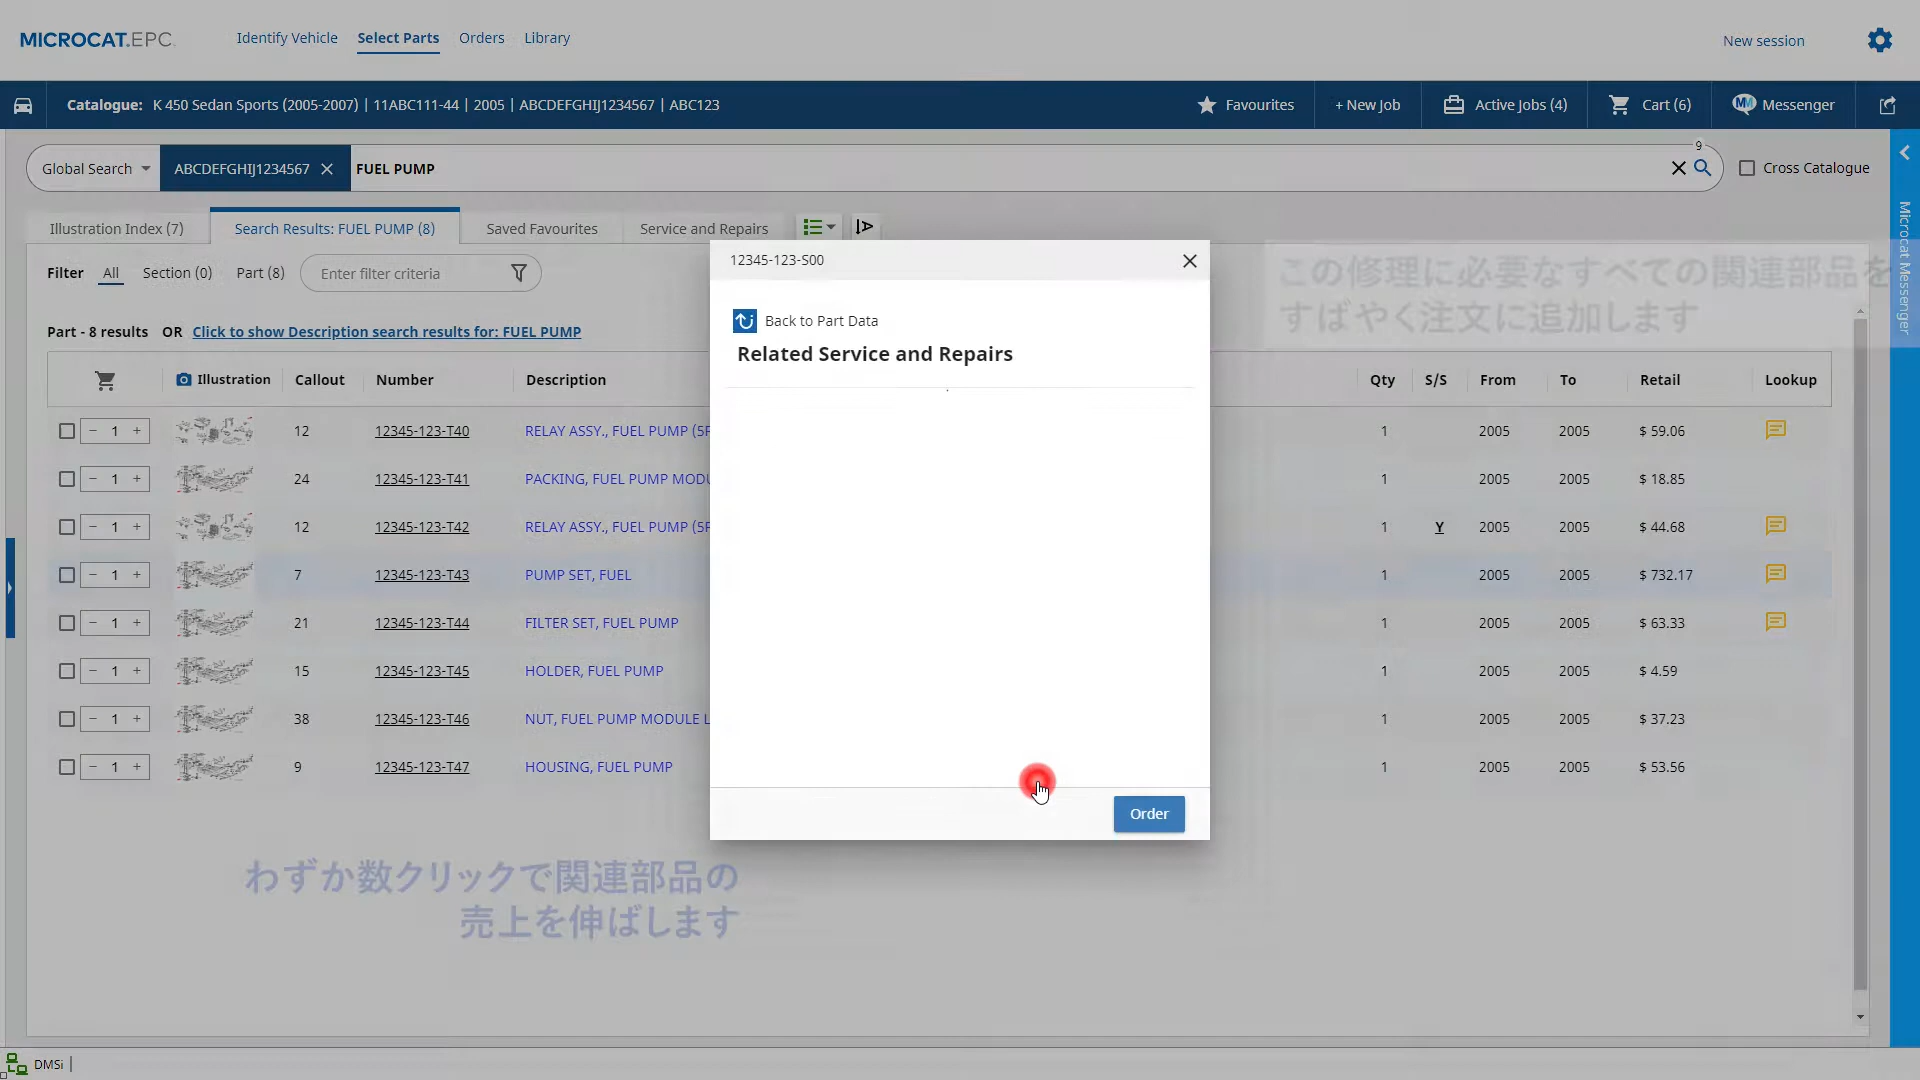 MICROCAT.EPC
Identify Vehicle
Select Parts
Orders
Library
New session
Catalogue: K 450 Sedan Sports (2005-2007) | 11ABC111-44 | 2005 | ABCDEFGHIJ1234567 | ABC123
Favourites
+ New Job
Active Jobs (4)
Cart (6)
Messenger
Global Search
ABCDEFGHIJ1234567
FUEL PUMP
9
Cross Catalogue
Microcat Messenger
Illustration Index (7)
Search Results: FUEL PUMP (8)
Saved Favourites
Service and Repairs
Filter All Section (0) Part (8) Enter filter criteria
Part - 8 results OR Click to show Description search results for: FUEL PUMP
12345-123-S00
Back to Part Data
Related Service and Repairs
Order
この修理に必要なすべての関連部品を
すばやく注文に追加します
Illustration Callout Number Description Qty S/S From To Retail Lookup
- 1 + 12 12345-123-T40 RELAY ASSY., FUEL PUMP 1 2005 2005 $ 59.06
- 1 + 24 12345-123-T41 PACKING, FUEL PUMP 1 2005 2005 $ 18.85
- 1 + 12 12345-123-T42 RELAY ASSY., FUEL PUMP 1 Y 2005 2005 $ 44.68
- 1 + 7 12345-123-T43 PUMP SET, FUEL 1 2005 2005 $ 732.17
- 1 + 21 12345-123-T44 FILTER SET, FUEL PUMP 1 2005 2005 $ 63.33
- 1 + 15 12345-123-T45 HOLDER, FUEL PUMP 1 2005 2005 $ 4.59
- 1 + 38 12345-123-T46 NUT, FUEL PUMP MODULE 1 2005 2005 $ 37.23
- 1 + 9 12345-123-T47 HOUSING, FUEL PUMP 1 2005 2005 $ 53.56
わずか数クリックで関連部品の
売上を伸ばします
DMSi